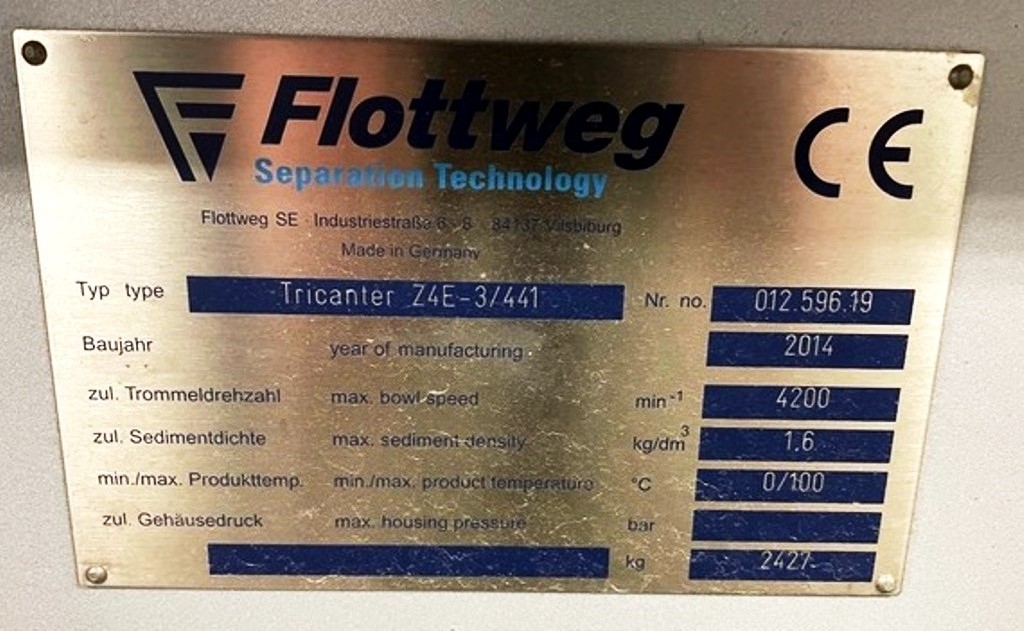 Flottweg
Separation Technology
CE
Flottweg SE · Industriestraße 6 - 8 · 84137 Vilsbiburg
Made in Germany
Typ type Tricanter Z4E-3/441 Nr. no. 012.596.19
Baujahr year of manufacturing 2014
zul. Trommeldrehzahl max. bowl speed min⁻¹ 4200
zul. Sedimentdichte max. sediment density kg/dm³ 1,6
min./max. Produkttemp. min./max. product temperature °C 0/100
zul. Gehäusedruck max. housing pressure bar
kg 2427